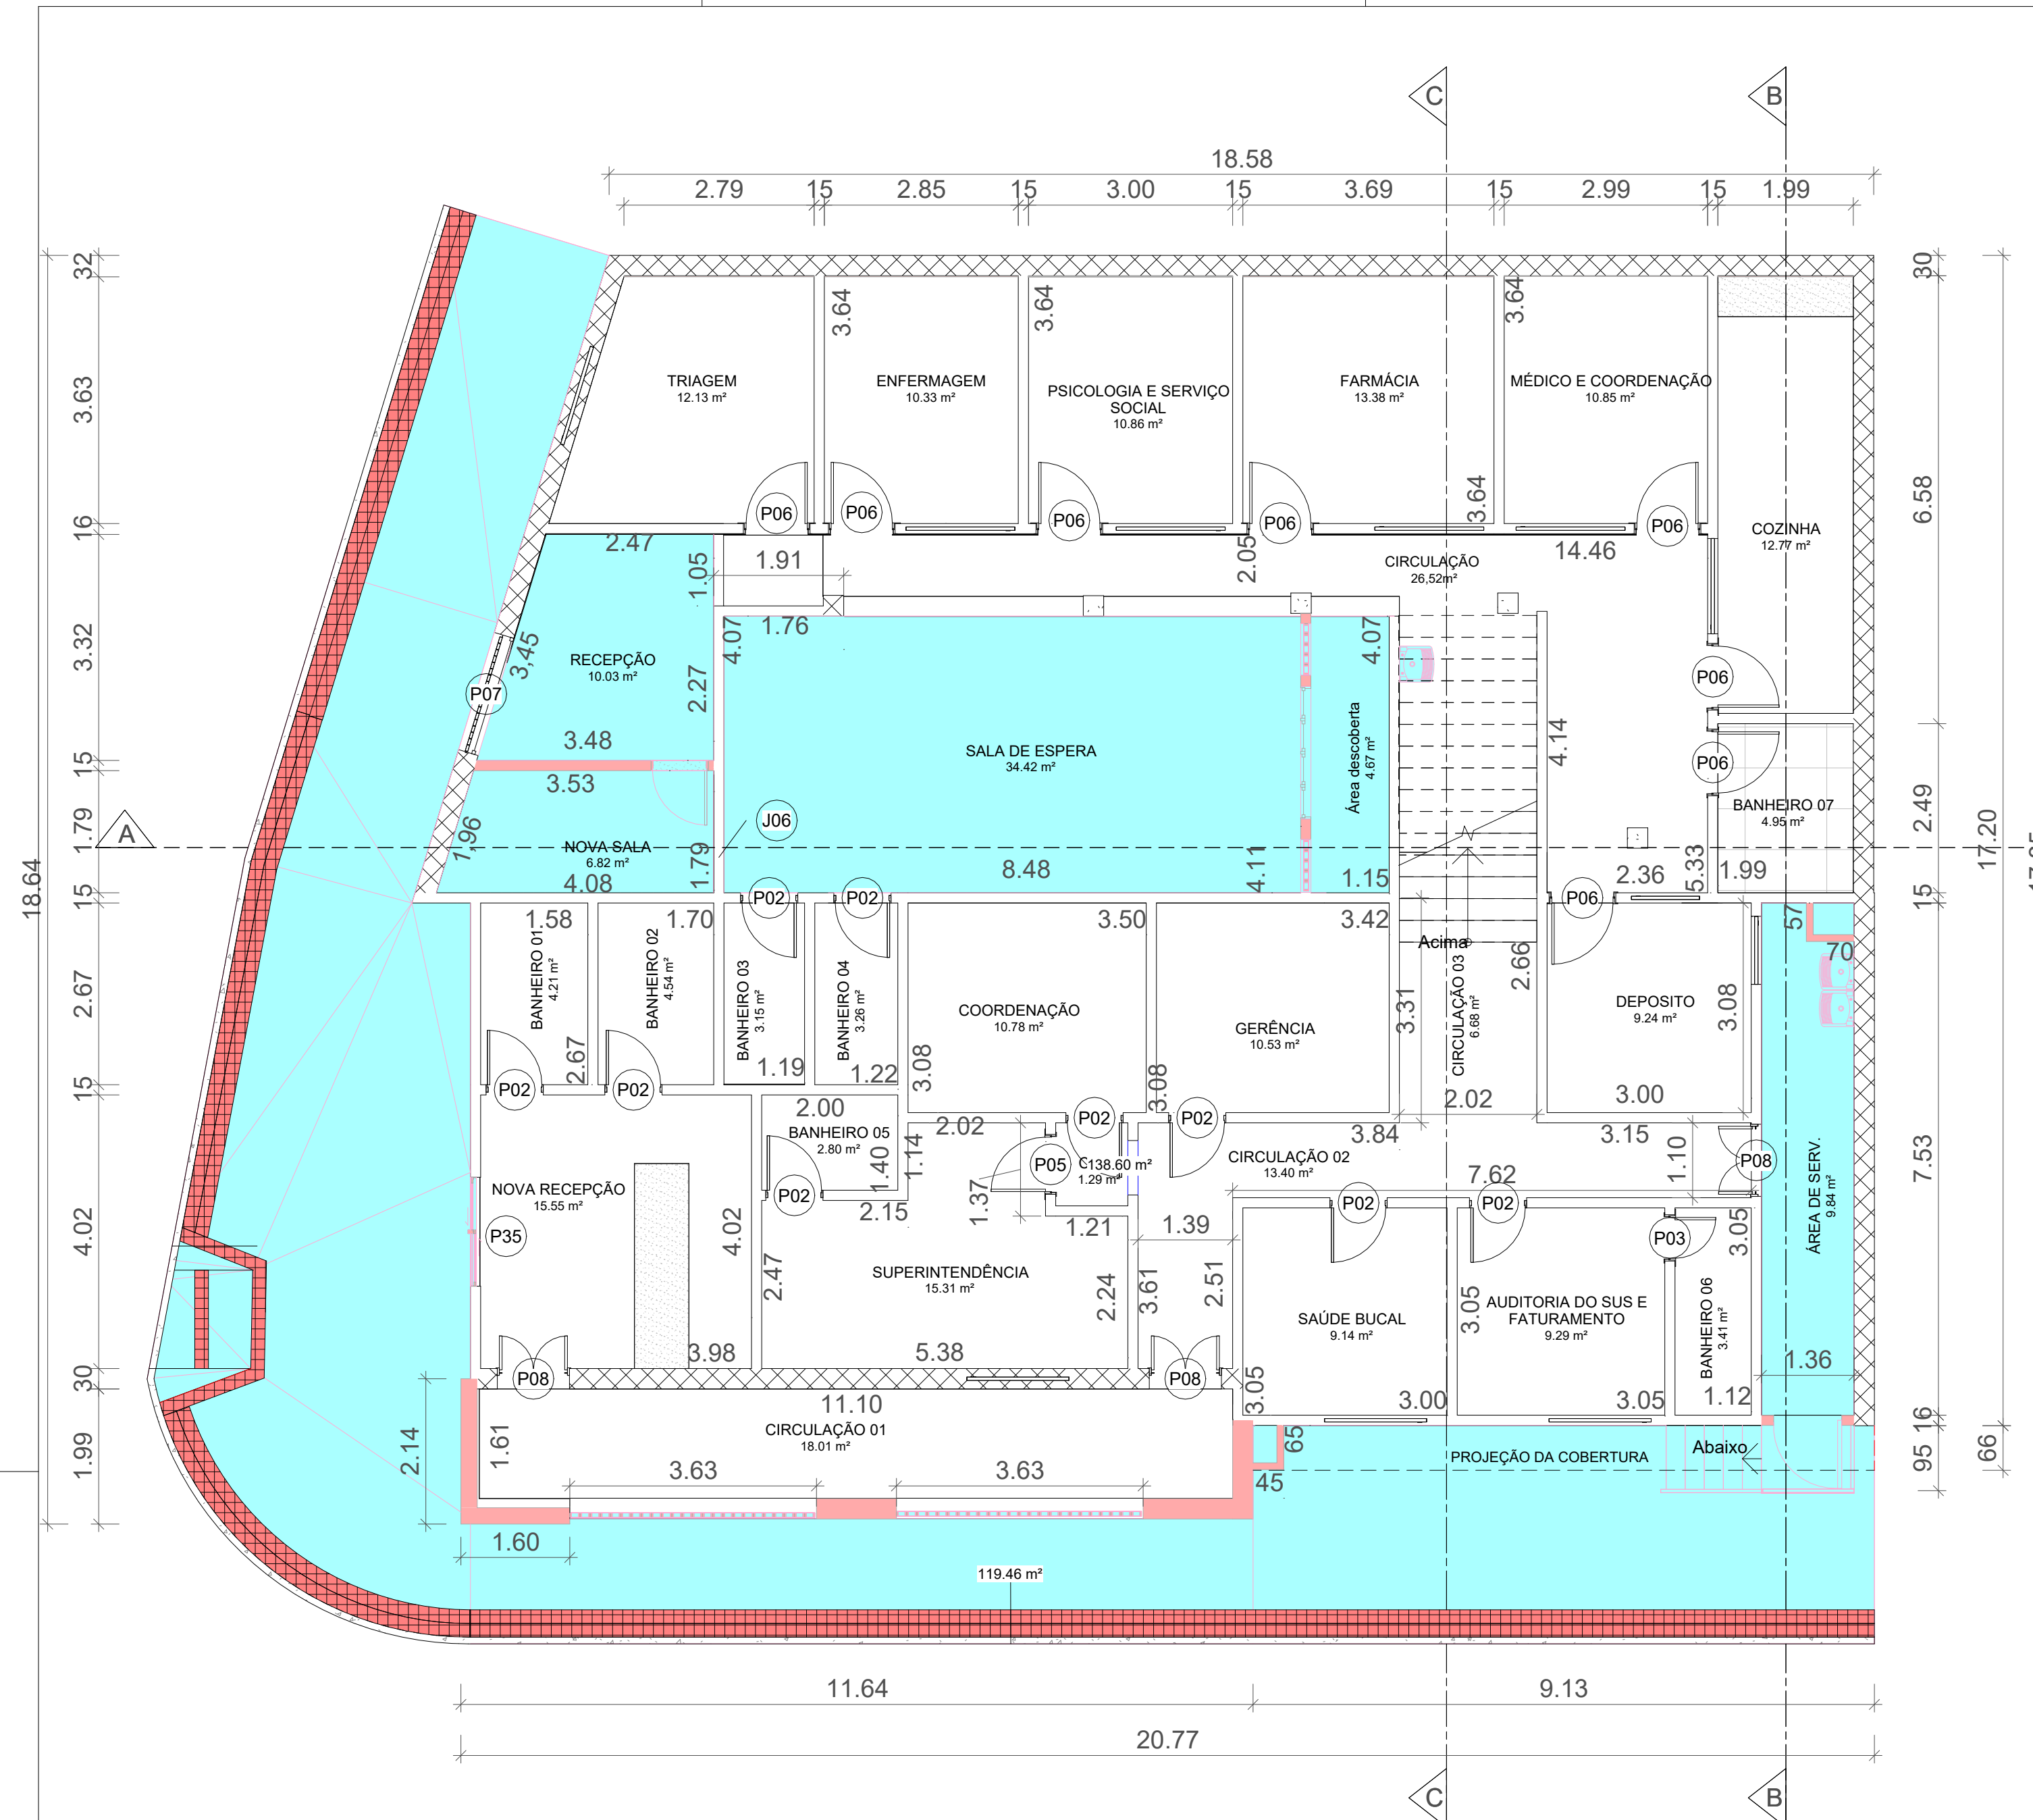 C
B
18.58
2.79
15
2.85
15
3.00
15
3.69
15
2.99
15
1.99
32
30
3.64
3.64
3.64
TRIAGEM
12.13 m²
ENFERMAGEM
10.33 m²
PSICOLOGIA E SERVIÇO
SOCIAL
10.86 m²
FARMÁCIA
13.38 m²
MÉDICO E COORDENAÇÃO
10.85 m²
3.63
3.64
6.58
P06
P06
P06
P06
P06
COZINHA
12.77 m²
16
2.47
1.05
1.91
2.05
CIRCULAÇÃO
26,52m²
14.46
3.32
3,45
RECEPÇÃO
10.03 m²
4.07
1.76
4.07
P07
2.27
P06
3.48
SALA DE ESPERA
34.42 m²
Área descoberta
4.67 m²
4.14
P06
15
3.53
1.79
A
1,96
NOVA SALA
6.82 m²
4.08
1.79
J06
8.48
4.11
1.15
BANHEIRO 07
4.95 m²
2.49
17.20
2.36
5.33
1.99
18.64
15
P02
P02
P06
15
1.58
1.70
3.50
3.42
57
70
Acima
BANHEIRO 01
4.21 m²
BANHEIRO 02
4.54 m²
BANHEIRO 03
3.15 m²
BANHEIRO 04
3.26 m²
COORDENAÇÃO
10.78 m²
GERÊNCIA
10.53 m²
3.31
CIRCULAÇÃO 03
6.68 m²
2.66
DEPOSITO
9.24 m²
3.08
2.67
2.67
1.19
1.22
3.08
3.08
15
P02
P02
2.00
2.02
P02
P02
2.02
3.00
BANHEIRO 05
2.80 m²
1.40
1.14
3.84
3.15
1.10
P05
138.60 m²
1.29 m²
CIRCULAÇÃO 02
13.40 m²
7.62
P08
7.53
NOVA RECEPÇÃO
15.55 m²
P02
2.15
1.37
1.21
1.39
P02
P02
P03
3.05
ÁREA DE SERV.
9.84 m²
4.02
P35
4.02
2.47
SUPERINTENDÊNCIA
15.31 m²
2.24
3.61
2.51
SAÚDE BUCAL
9.14 m²
3.05
AUDITORIA DO SUS E
FATURAMENTO
9.29 m²
BANHEIRO 06
3.41 m²
3.98
5.38
1.36
30
P08
P08
3.05
3.00
3.05
1.12
11.10
CIRCULAÇÃO 01
18.01 m²
1.61
2.14
1.99
3.63
3.63
65
45
PROJEÇÃO DA COBERTURA
Abaixo
16
95
66
1.60
119.46 m²
11.64
9.13
20.77
C
B